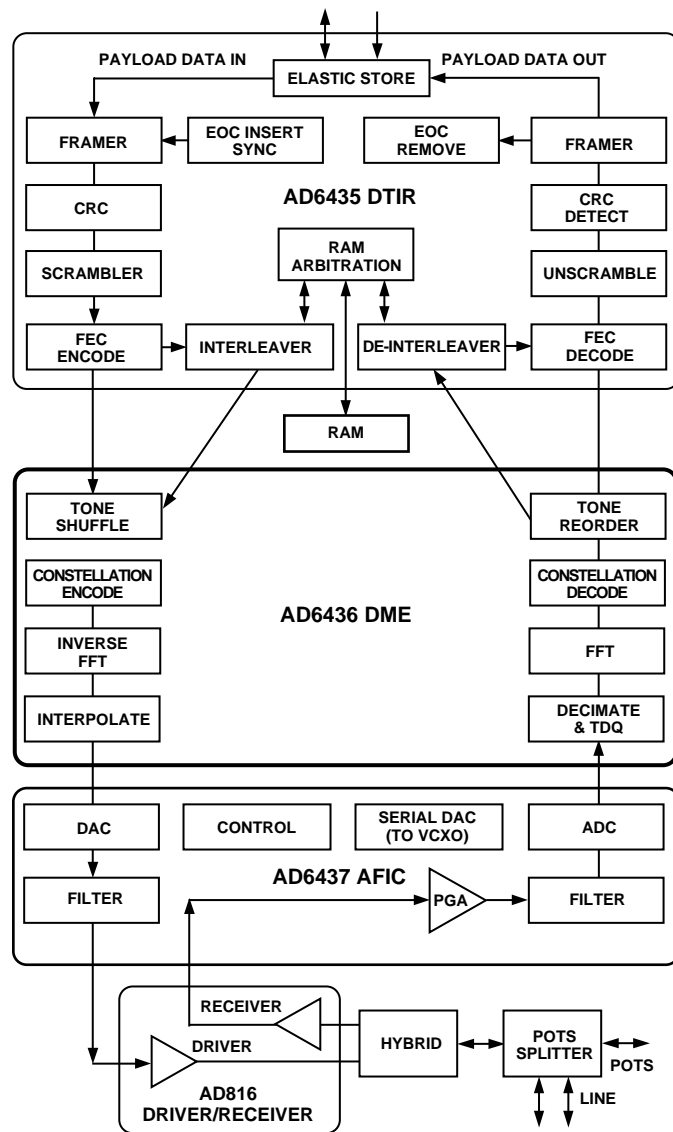 PAYLOAD DATA IN
PAYLOAD DATA OUT
ELASTIC STORE
FRAMER
EOC INSERT
SYNC
EOC
REMOVE
FRAMER
CRC
AD6435 DTIR
CRC
DETECT
SCRAMBLER
RAM
ARBITRATION
UNSCRAMBLE
FEC
ENCODE
INTERLEAVER
DE-INTERLEAVER
FEC
DECODE
RAM
TONE
SHUFFLE
TONE
REORDER
CONSTELLATION
ENCODE
AD6436 DME
CONSTELLATION
DECODE
INVERSE
FFT
FFT
INTERPOLATE
DECIMATE
& TDQ
DAC
CONTROL
SERIAL DAC
(TO VCXO)
ADC
FILTER
AD6437 AFIC
PGA
FILTER
RECEIVER
DRIVER
HYBRID
POTS
SPLITTER
POTS
LINE
AD816
DRIVER/RECEIVER